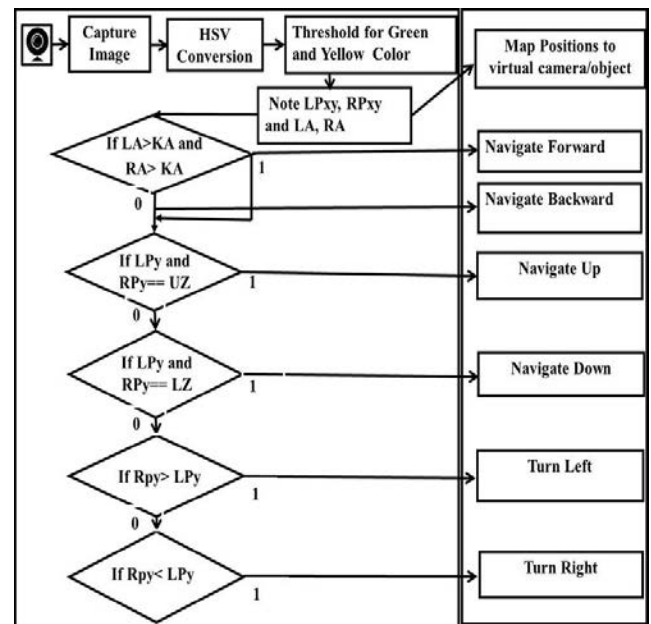 Capture
Image
HSV
Conversion
Threshold for Green
and Yellow Color
Map Positions to
virtual camera/object
Note LPxy, RPxy
and LA, RA
If LA>KA and
RA> KA
1
0
Navigate Forward
Navigate Backward
If LPy and
RPy== UZ
1
0
Navigate Up
If LPy and
RPy== LZ
1
0
Navigate Down
If Rpy> LPy
1
0
Turn Left
If Rpy< LPy
1
Turn Right